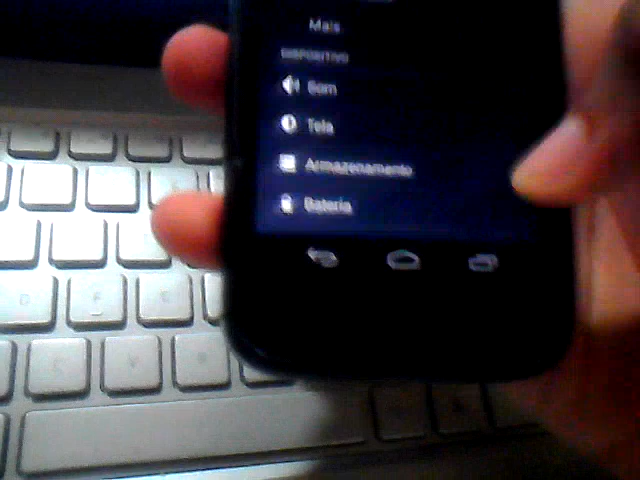 Mais
DISPOSITIVO
Som
Tela
Armazenamento
Bateria